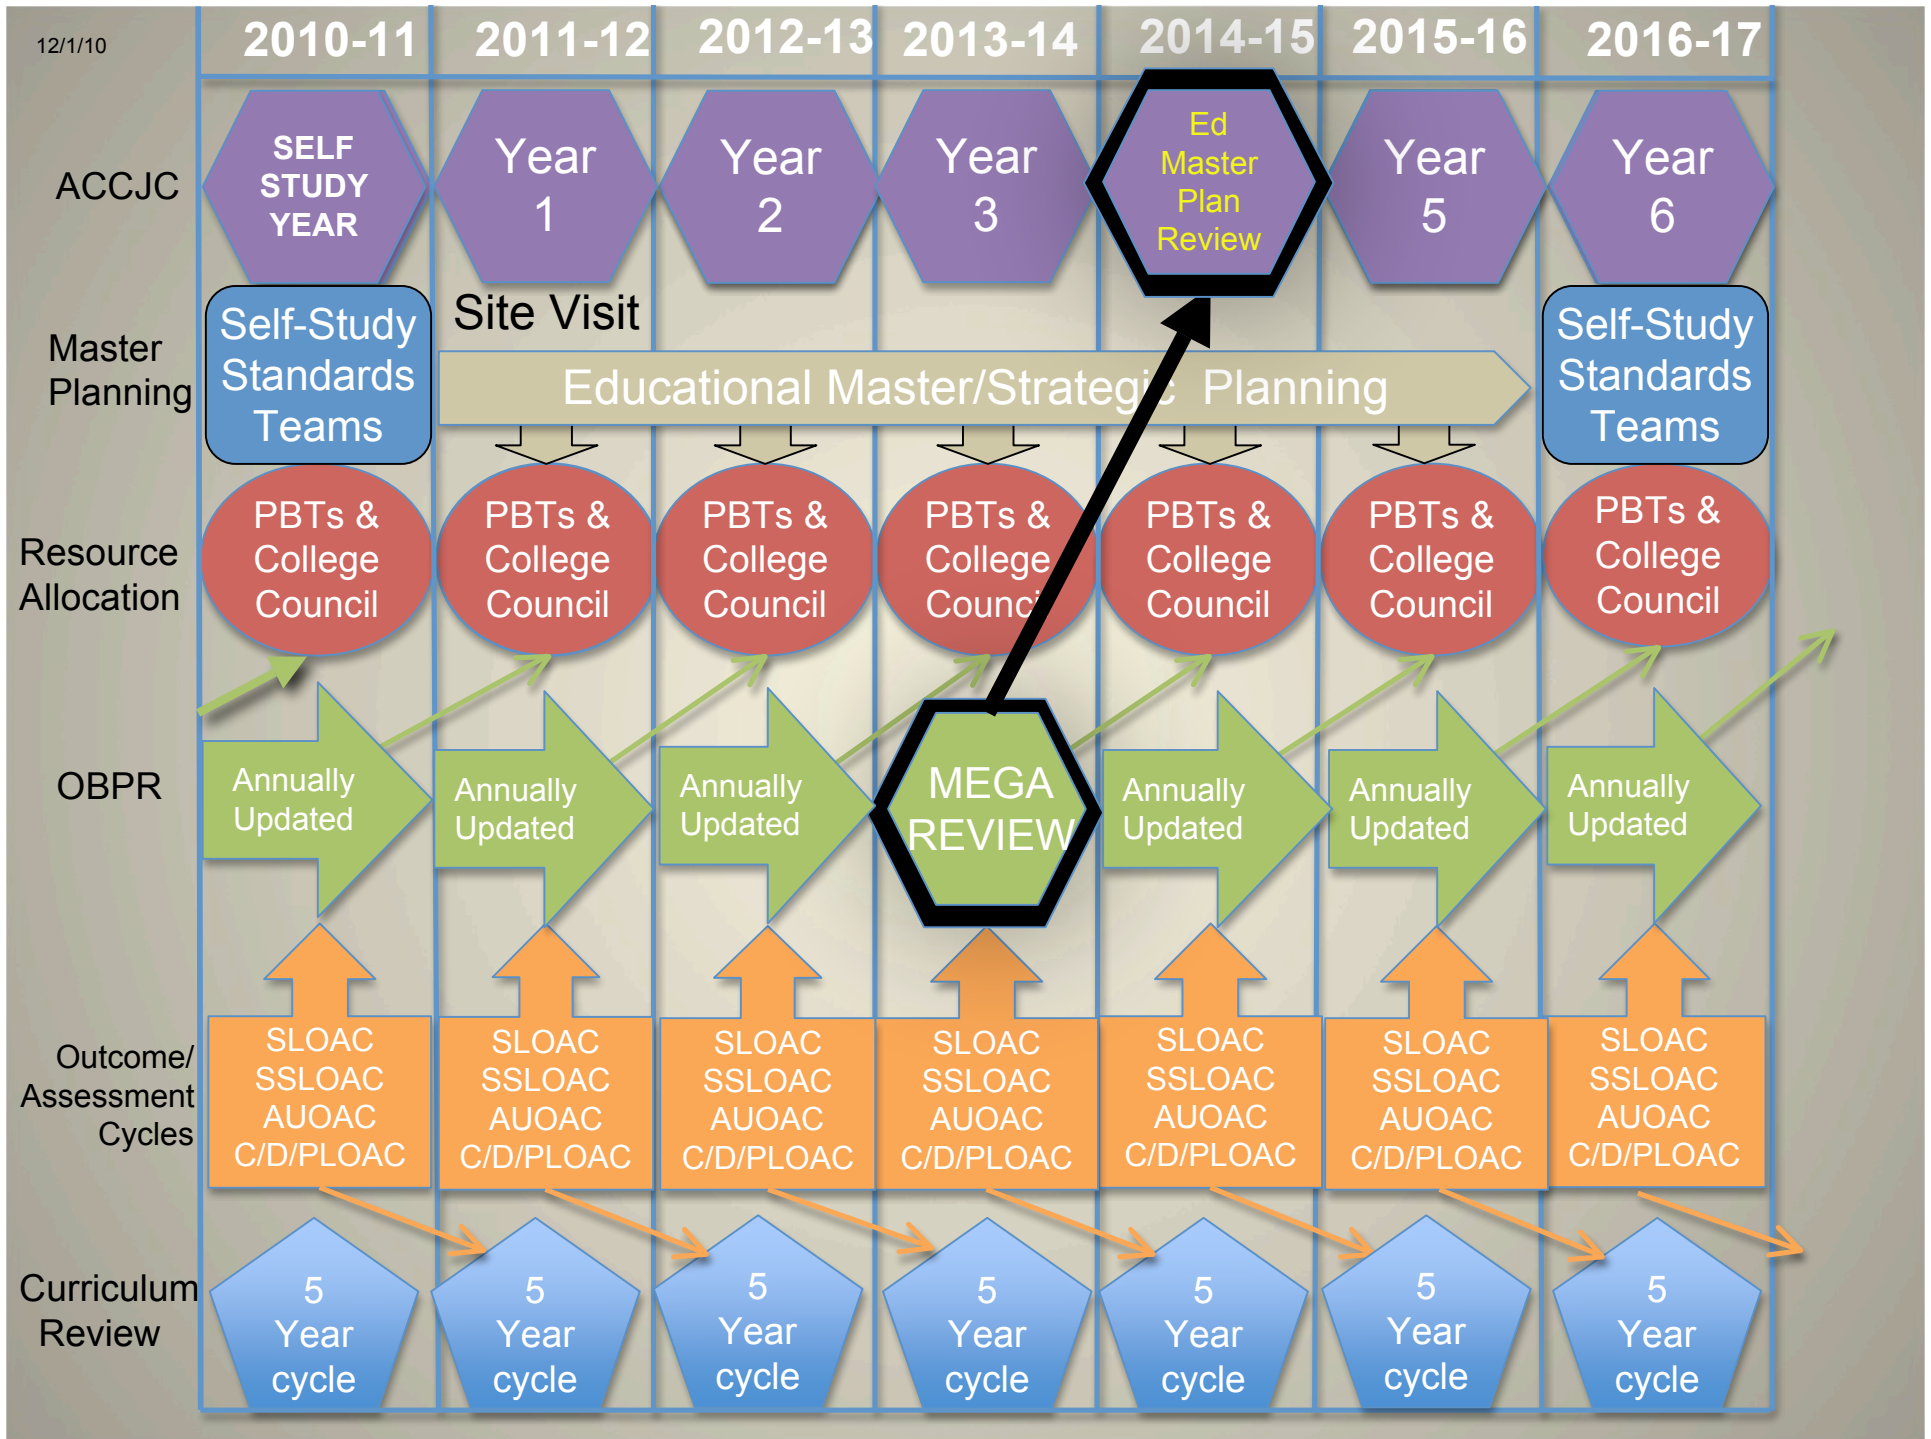 12/1/10
2010-11
2011-12
2012-13
2013-14
2014-15
2015-16
2016-17
ACCJC
SELF
STUDY
YEAR
Year
1
Year
2
Year
3
Ed
Master
Plan
Review
Year
5
Year
6
Master
Planning
Self-Study
Standards
Teams
Site Visit
Educational Master/Strategic Planning
Self-Study
Standards
Teams
Resource
Allocation
PBTs &
College
Council
PBTs &
College
Council
PBTs &
College
Council
PBTs &
College
Council
PBTs &
College
Council
PBTs &
College
Council
PBTs &
College
Council
OBPR
Annually
Updated
Annually
Updated
Annually
Updated
MEGA
REVIEW
Annually
Updated
Annually
Updated
Annually
Updated
Outcome/
Assessment
Cycles
SLOAC
SSLOAC
AUOAC
C/D/PLOAC
SLOAC
SSLOAC
AUOAC
C/D/PLOAC
SLOAC
SSLOAC
AUOAC
C/D/PLOAC
SLOAC
SSLOAC
AUOAC
C/D/PLOAC
SLOAC
SSLOAC
AUOAC
C/D/PLOAC
SLOAC
SSLOAC
AUOAC
C/D/PLOAC
SLOAC
SSLOAC
AUOAC
C/D/PLOAC
Curriculum
Review
5
Year
cycle
5
Year
cycle
5
Year
cycle
5
Year
cycle
5
Year
cycle
5
Year
cycle
5
Year
cycle